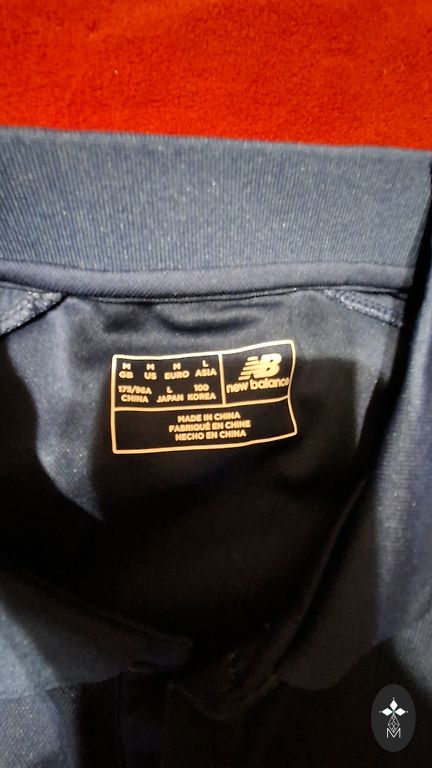 M M M L
GB US EURO ASIA
175/96A L 100
CHINA JAPAN KOREA
NB
new balance
MADE IN CHINA
FABRIQUÉ EN CHINE
HECHO EN CHINA
M